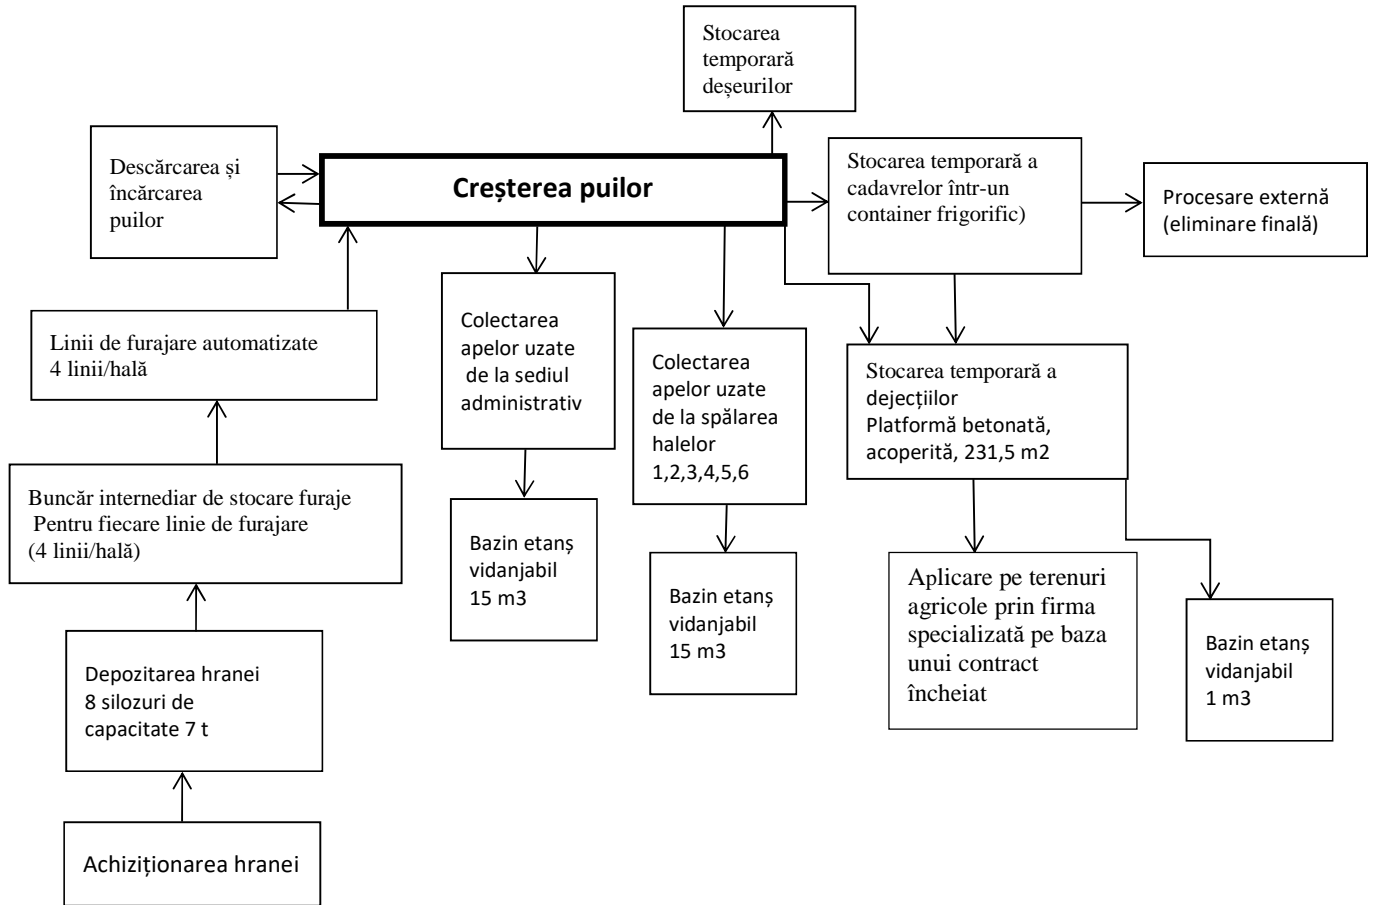 Stocarea
temporară
deșeurilor
Descărcarea și
încărcarea
puilor
Creșterea puilor
Stocarea temporară a
cadavrelor într-un
container frigorific)
Procesare externă
(eliminare finală)
Linii de furajare automatizate
4 linii/hală
Colectarea
apelor uzate
de la sediul
administrativ
Colectarea
apelor uzate
de la spălarea
halelor
1,2,3,4,5,6
Stocarea temporară a
dejecțiilor
Platformă betonată,
acoperită, 231,5 m2
Buncăr internediar de stocare furaje
Pentru fiecare linie de furajare
(4 linii/hală)
Bazin etanș
vidanjabil
15 m3
Bazin etanș
vidanjabil
15 m3
Aplicare pe terenuri
agricole prin firma
specializată pe baza
unui contract
încheiat
Bazin etanș
vidanjabil
1 m3
Depozitarea hranei
8 silozuri de
capacitate 7 t
Achiziționarea hranei